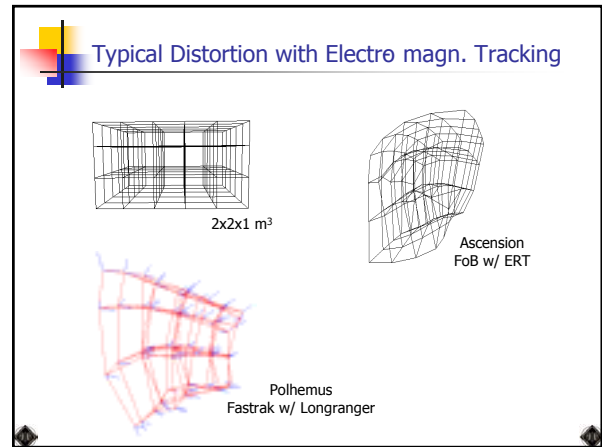 Typical Distortion with Electro magn. Tracking
2x2x1 m³
Ascension
FoB w/ ERT
Polhemus
Fastrak w/ Longranger